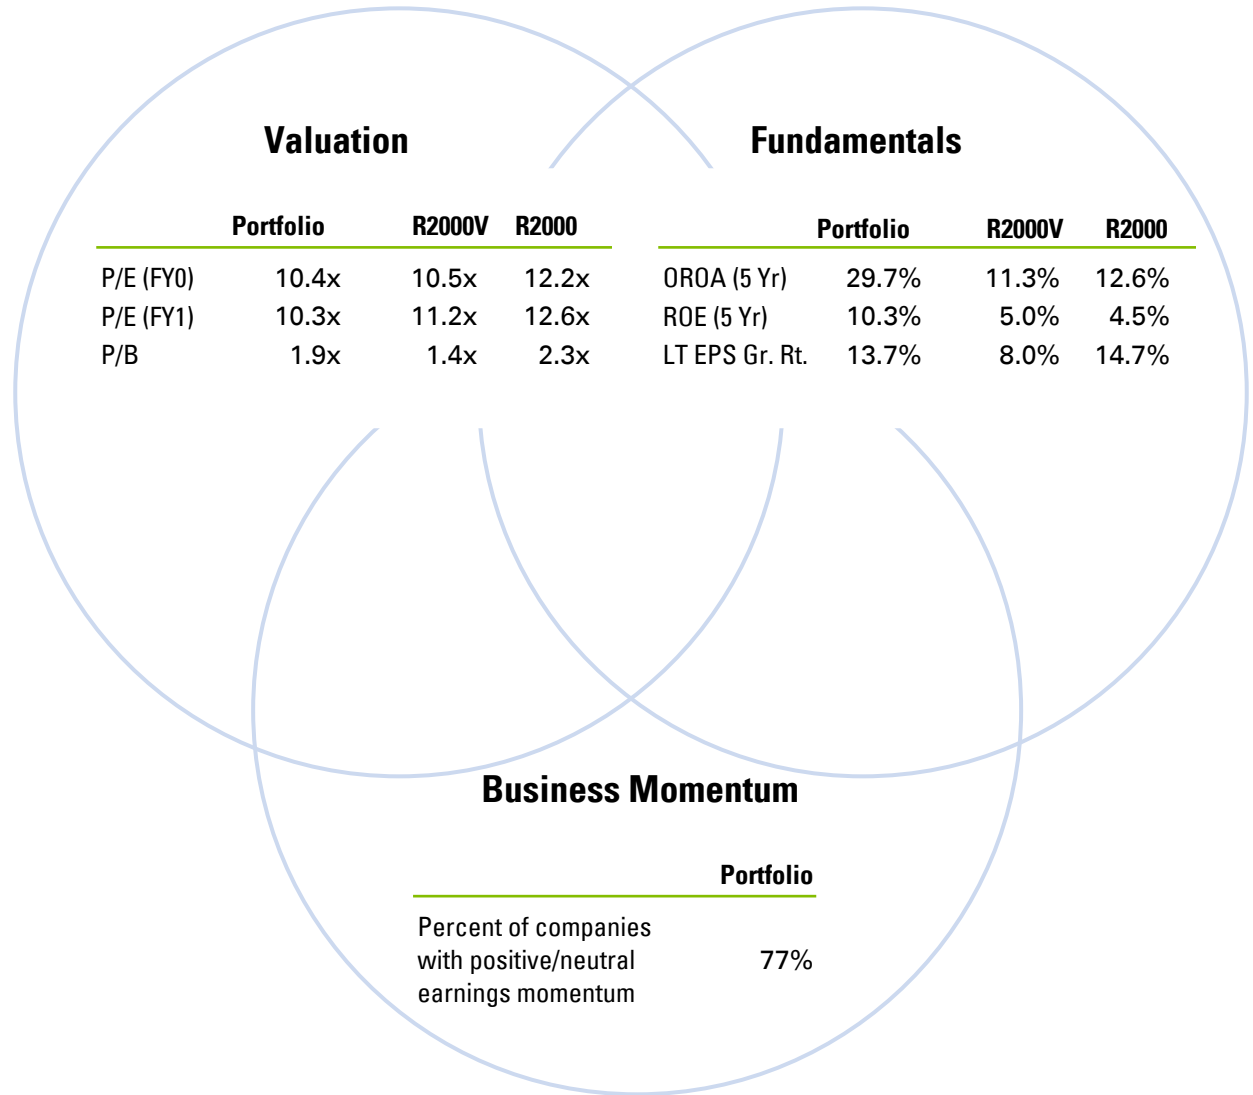 Valuation
Portfolio R2000V R2000
P/E (FY0) 10.4x 10.5x 12.2x
P/E (FY1) 10.3x 11.2x 12.6x
P/B 1.9x 1.4x 2.3x
Fundamentals
Portfolio R2000V R2000
OROA (5 Yr) 29.7% 11.3% 12.6%
ROE (5 Yr) 10.3% 5.0% 4.5%
LT EPS Gr. Rt. 13.7% 8.0% 14.7%
Business Momentum
Portfolio
Percent of companies
with positive/neutral 77%
earnings momentum